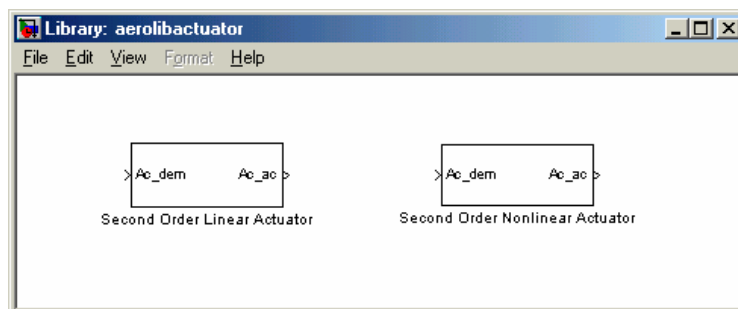 Library: aerolibactuator
File Edit View Format Help
Ac_dem Ac_ac
Second Order Linear Actuator
Ac_dem Ac_ac
Second Order Nonlinear Actuator